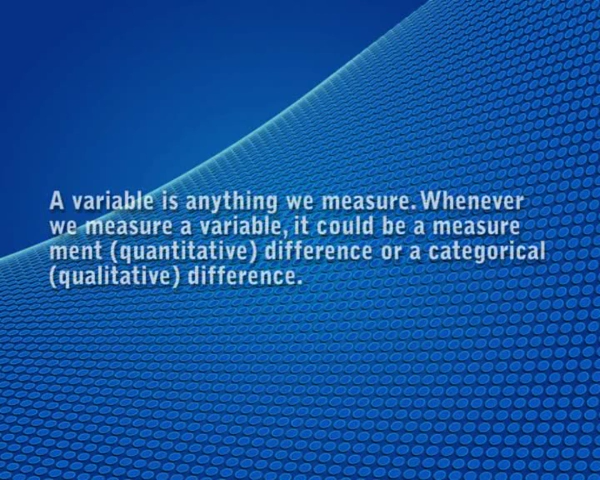 A variable is anything we measure. Whenever
we measure a variable, it could be a measure
ment (quantitative) difference or a categorical
(qualitative) difference.